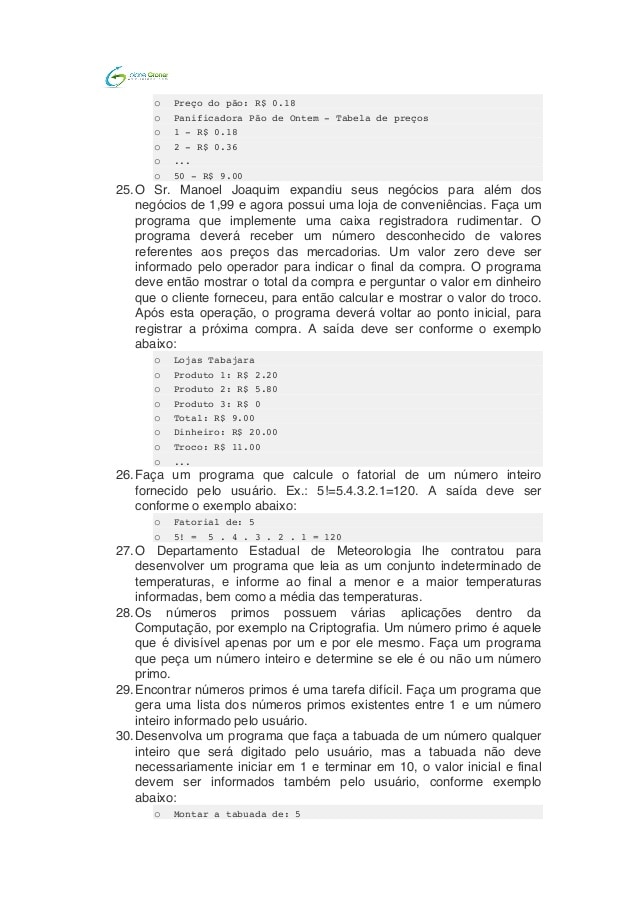 o Preço do pão: R$ 0.18
o Panificadora Pão de Ontem - Tabela de preços
o 1 - R$ 0.18
o 2 - R$ 0.36
o ...
o 50 - R$ 9.00
25. O Sr. Manoel Joaquim expandiu seus negócios para além dos
negócios de 1,99 e agora possui uma loja de conveniências. Faça um
programa que implemente uma caixa registradora rudimentar. O
programa deverá receber um número desconhecido de valores
referentes aos preços das mercadorias. Um valor zero deve ser
informado pelo operador para indicar o final da compra. O programa
deve então mostrar o total da compra e perguntar o valor em dinheiro
que o cliente forneceu, para então calcular e mostrar o valor do troco.
Após esta operação, o programa deverá voltar ao ponto inicial, para
registrar a próxima compra. A saída deve ser conforme o exemplo
abaixo:
o Lojas Tabajara
o Produto 1: R$ 2.20
o Produto 2: R$ 5.80
o Produto 3: R$ 0
o Total: R$ 9.00
o Dinheiro: R$ 20.00
o Troco: R$ 11.00
o ...
26. Faça um programa que calcule o fatorial de um número inteiro
fornecido pelo usuário. Ex.: 5!=5.4.3.2.1=120. A saída deve ser
conforme o exemplo abaixo:
o Fatorial de: 5
o 5! = 5 . 4 . 3 . 2 . 1 = 120
27. O Departamento Estadual de Meteorologia lhe contratou para
desenvolver um programa que leia as um conjunto indeterminado de
temperaturas, e informe ao final a menor e a maior temperaturas
informadas, bem como a média das temperaturas.
28. Os números primos possuem várias aplicações dentro da
Computação, por exemplo na Criptografia. Um número primo é aquele
que é divisível apenas por um e por ele mesmo. Faça um programa
que peça um número inteiro e determine se ele é ou não um número
primo.
29. Encontrar números primos é uma tarefa difícil. Faça um programa que
gera uma lista dos números primos existentes entre 1 e um número
inteiro informado pelo usuário.
30. Desenvolva um programa que faça a tabuada de um número qualquer
inteiro que será digitado pelo usuário, mas a tabuada não deve
necessariamente iniciar em 1 e terminar em 10, o valor inicial e final
devem ser informados também pelo usuário, conforme exemplo
abaixo:
o Montar a tabuada de: 5